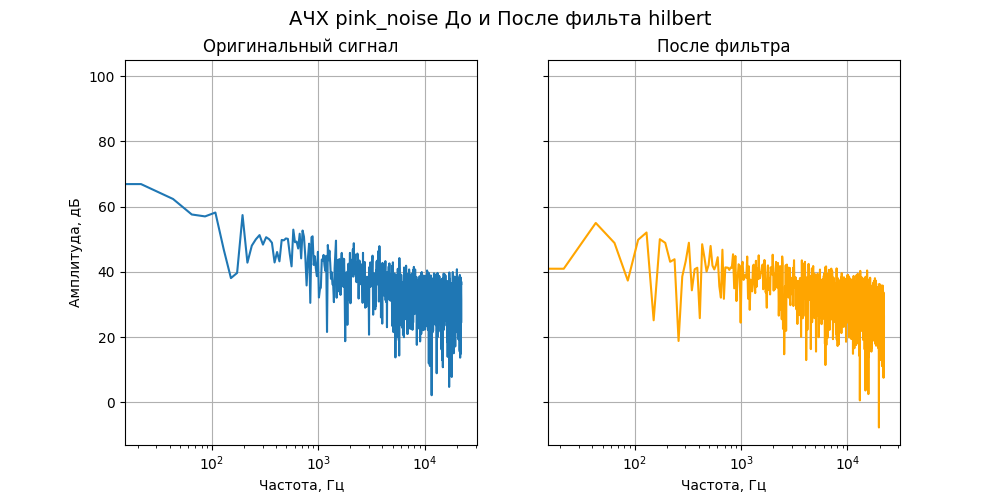 АЧХ pink_noise До и После фильта hilbert
Оригинальный сигнал
После фильтра
Амплитуда, дБ
100
80
60
40
20
0
10²
10³
10⁴
Частота, Гц
10²
10³
10⁴
Частота, Гц